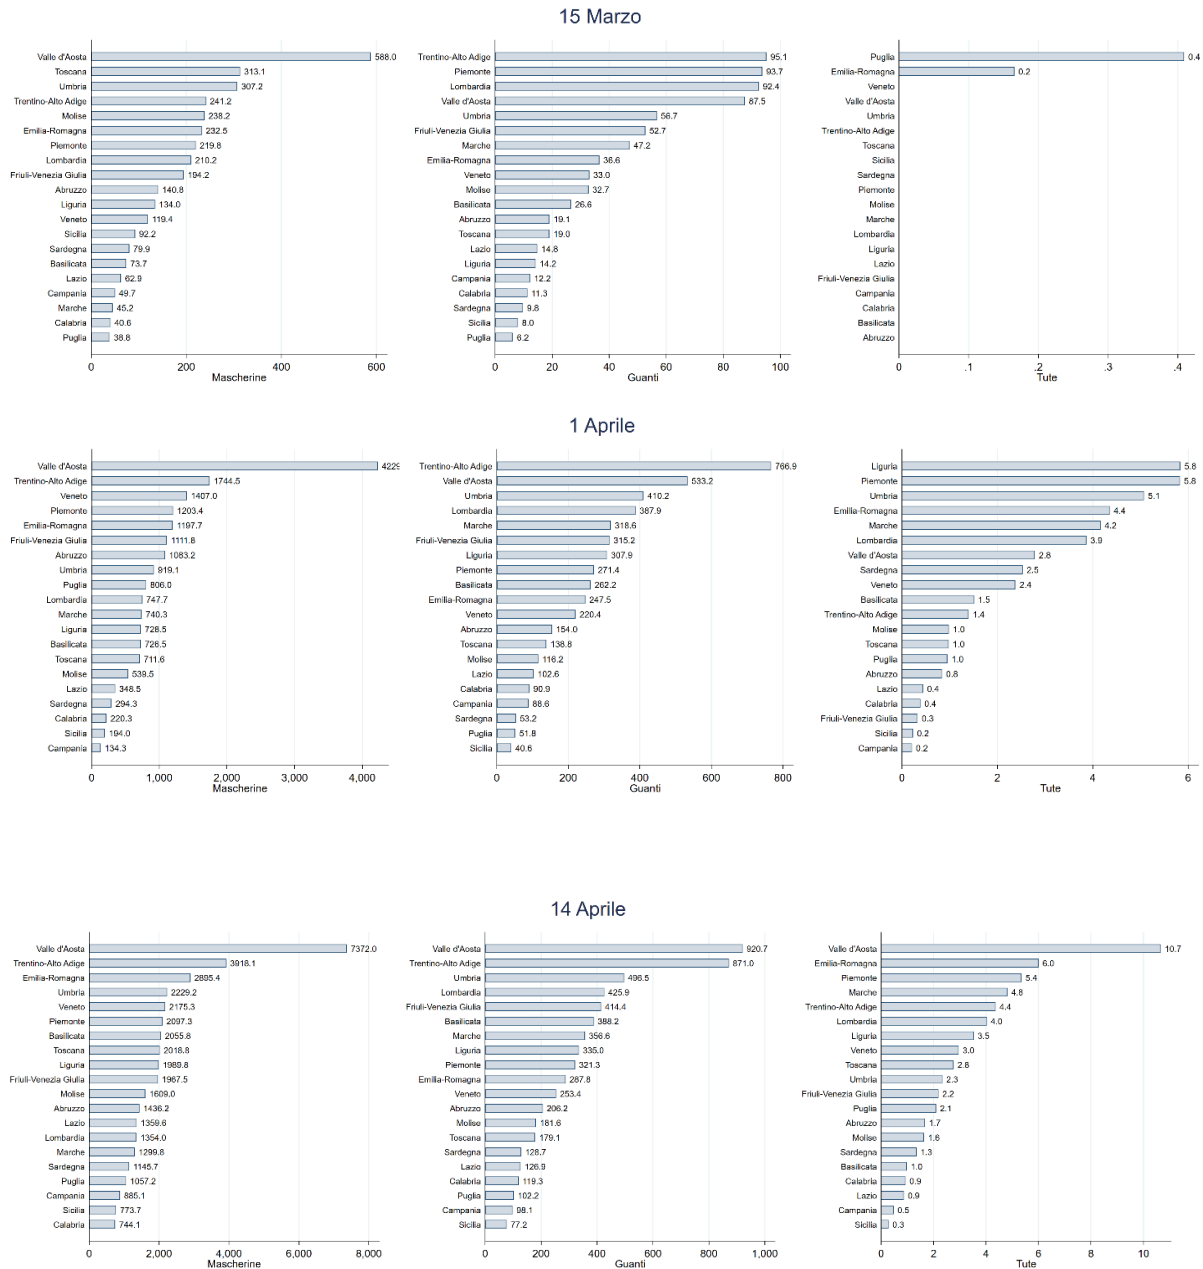 15 Marzo
Valle d'Aosta 588.0
Toscana 313.1
Umbria 307.2
Trentino-Alto Adige 241.2
Molise 238.2
Emilia-Romagna 232.5
Piemonte 219.8
Lombardia 210.2
Friuli-Venezia Giulia 194.2
Abruzzo 140.8
Liguria 134.0
Veneto 119.4
Sicilia 92.2
Sardegna 79.9
Basilicata 73.7
Lazio 62.9
Campania 49.7
Marche 45.2
Calabria 40.6
Puglia 38.8
0 200 400 600
Mascherine
Trentino-Alto Adige 95.1
Piemonte 93.7
Lombardia 92.4
Valle d'Aosta 87.5
Umbria 56.7
Friuli-Venezia Giulia 52.7
Marche 47.2
Emilia-Romagna 36.6
Veneto 33.0
Molise 32.7
Basilicata 26.6
Abruzzo 19.1
Toscana 19.0
Lazio 14.8
Liguria 14.2
Campania 12.2
Calabria 11.3
Sardegna 9.8
Sicilia 8.0
Puglia 6.2
0 20 40 60 80 100
Guanti
Puglia 0.4
Emilia-Romagna 0.2
Veneto
Valle d'Aosta
Umbria
Trentino-Alto Adige
Toscana
Sicilia
Sardegna
Piemonte
Molise
Marche
Lombardia
Liguria
Lazio
Friuli-Venezia Giulia
Campania
Calabria
Basilicata
Abruzzo
0 .1 .2 .3 .4
Tute
1 Aprile
Valle d'Aosta 4229
Trentino-Alto Adige 1744.5
Veneto 1407.0
Piemonte 1203.4
Emilia-Romagna 1197.7
Friuli-Venezia Giulia 1111.8
Abruzzo 1083.2
Umbria 919.1
Puglia 806.0
Lombardia 747.7
Marche 740.3
Liguria 728.5
Basilicata 726.5
Toscana 711.6
Molise 539.5
Lazio 348.5
Sardegna 294.3
Calabria 220.3
Sicilia 194.0
Campania 134.3
0 1,000 2,000 3,000 4,000
Mascherine
Trentino-Alto Adige 766.9
Valle d'Aosta 533.2
Umbria 410.2
Lombardia 387.9
Marche 318.6
Friuli-Venezia Giulia 315.2
Liguria 307.9
Piemonte 271.4
Basilicata 262.2
Emilia-Romagna 247.5
Veneto 220.4
Abruzzo 154.0
Toscana 138.8
Molise 116.2
Lazio 102.6
Calabria 90.9
Campania 88.6
Sardegna 53.2
Puglia 51.8
Sicilia 40.6
0 200 400 600 800
Guanti
Liguria 5.8
Piemonte 5.8
Umbria 5.1
Emilia-Romagna 4.4
Marche 4.2
Lombardia 3.9
Valle d'Aosta 2.8
Sardegna 2.5
Veneto 2.4
Basilicata 1.5
Trentino-Alto Adige 1.4
Molise 1.0
Toscana 1.0
Puglia 1.0
Abruzzo 0.8
Lazio 0.4
Calabria 0.4
Friuli-Venezia Giulia 0.3
Sicilia 0.2
Campania 0.2
0 2 4 6
Tute
14 Aprile
Valle d'Aosta 7372.0
Trentino-Alto Adige 3918.1
Emilia-Romagna 2895.4
Umbria 2229.2
Veneto 2175.3
Piemonte 2097.3
Basilicata 2055.8
Toscana 2018.8
Liguria 1989.8
Friuli-Venezia Giulia 1967.5
Molise 1609.0
Abruzzo 1436.2
Lazio 1359.6
Lombardia 1354.0
Marche 1299.8
Sardegna 1145.7
Puglia 1057.2
Campania 885.1
Sicilia 773.7
Calabria 744.1
0 2,000 4,000 6,000 8,000
Mascherine
Valle d'Aosta 920.7
Trentino-Alto Adige 871.0
Umbria 496.5
Lombardia 425.9
Friuli-Venezia Giulia 414.4
Basilicata 388.2
Marche 356.6
Liguria 335.0
Piemonte 321.3
Emilia-Romagna 287.8
Veneto 253.4
Abruzzo 206.2
Molise 181.6
Toscana 179.1
Sardegna 128.7
Lazio 126.9
Calabria 119.3
Puglia 102.2
Campania 98.1
Sicilia 77.2
0 200 400 600 800 1,000
Guanti
Valle d'Aosta 10.7
Emilia-Romagna 6.0
Piemonte 5.4
Marche 4.8
Trentino-Alto Adige 4.4
Lombardia 4.0
Liguria 3.5
Veneto 3.0
Toscana 2.8
Umbria 2.3
Friuli-Venezia Giulia 2.2
Puglia 2.1
Abruzzo 1.7
Molise 1.6
Sardegna 1.3
Basilicata 1.0
Calabria 0.9
Lazio 0.9
Campania 0.5
Sicilia 0.3
0 2 4 6 8 10
Tute